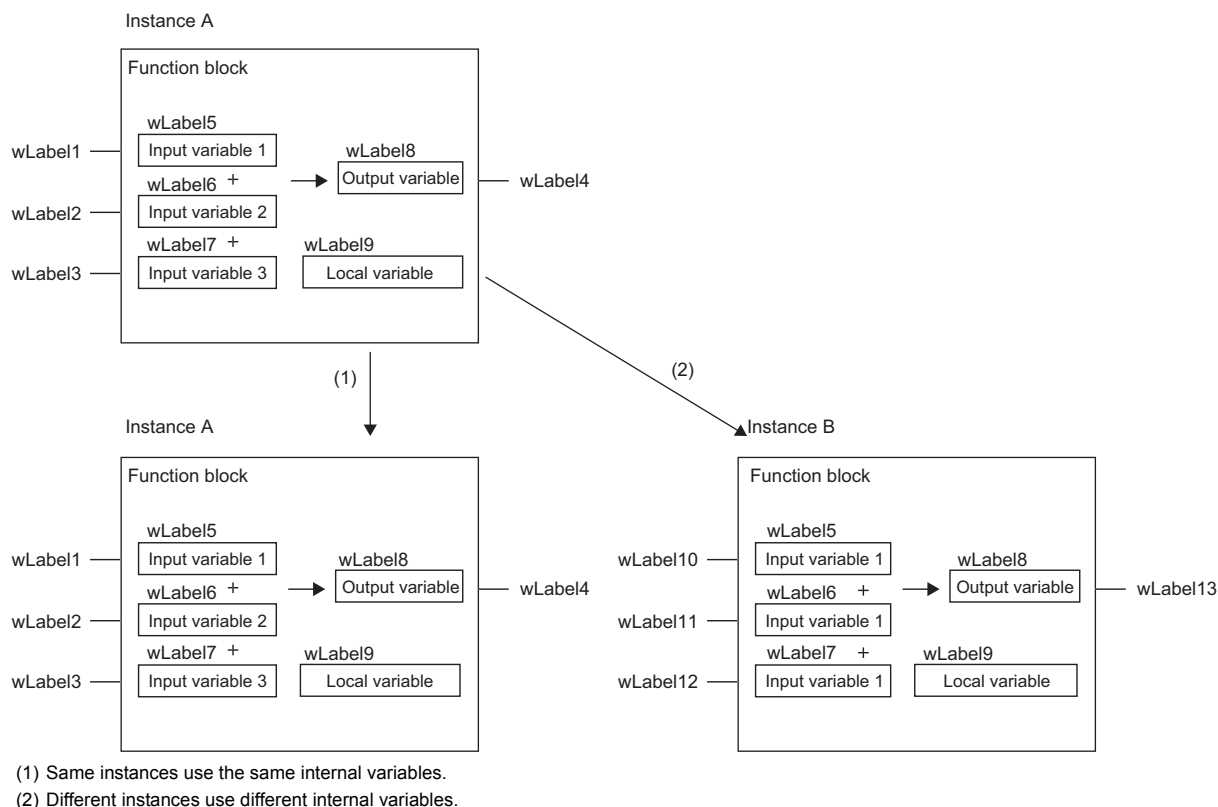 Instance A
Function block
wLabel5
wLabel1
Input variable 1
wLabel8
wLabel6 +
Output variable
wLabel4
wLabel2
Input variable 2
wLabel7 +
wLabel9
wLabel3
Input variable 3
Local variable
(1)
(2)
Instance A
Function block
wLabel5
wLabel1
Input variable 1
wLabel8
wLabel6 +
Output variable
wLabel4
wLabel2
Input variable 2
wLabel7 +
wLabel9
wLabel3
Input variable 3
Local variable
Instance B
Function block
wLabel5
wLabel10
Input variable 1
wLabel8
wLabel6 +
Output variable
wLabel13
wLabel11
Input variable 1
wLabel7 +
wLabel9
wLabel12
Input variable 1
Local variable
(1) Same instances use the same internal variables.
(2) Different instances use different internal variables.